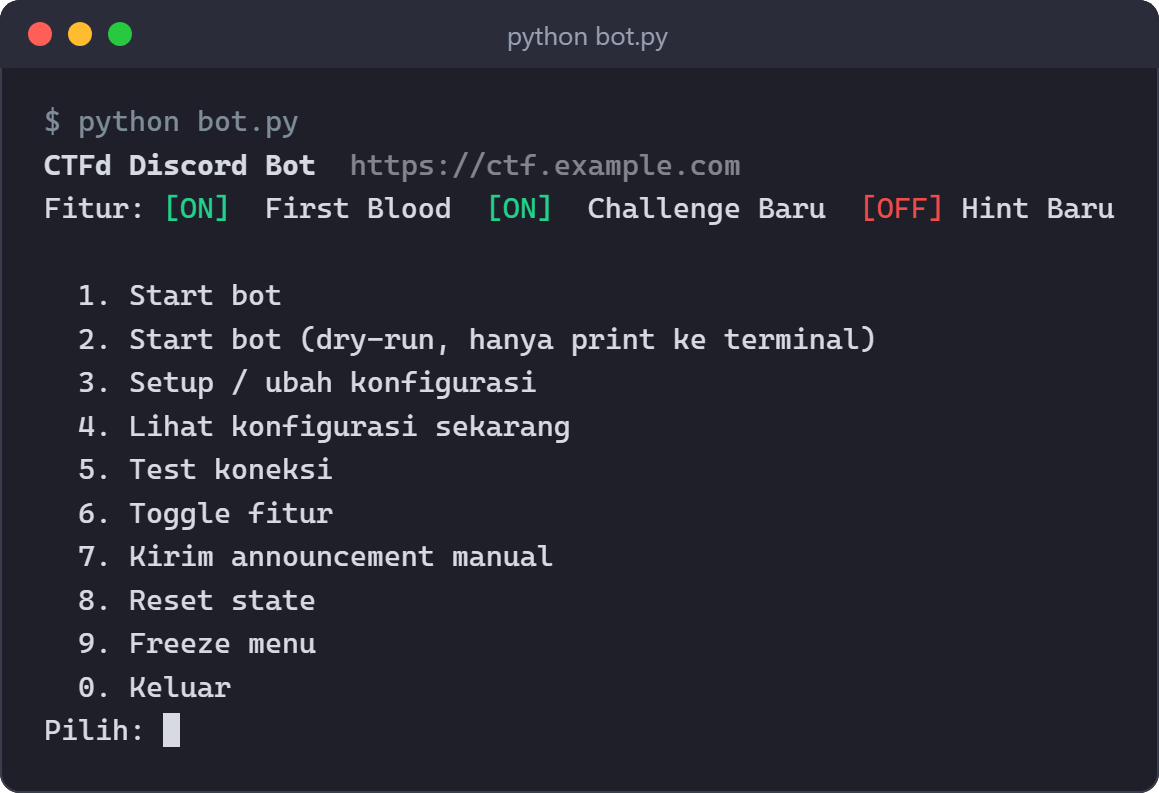 python bot.py
$ python bot.py
CTFd Discord Bot  https://ctf.example.com
Fitur: [ON]  First Blood  [ON]  Challenge Baru  [OFF] Hint Baru
1. Start bot
2. Start bot (dry-run, hanya print ke terminal)
3. Setup / ubah konfigurasi
4. Lihat konfigurasi sekarang
5. Test koneksi
6. Toggle fitur
7. Kirim announcement manual
8. Reset state
9. Freeze menu
0. Keluar
Pilih: